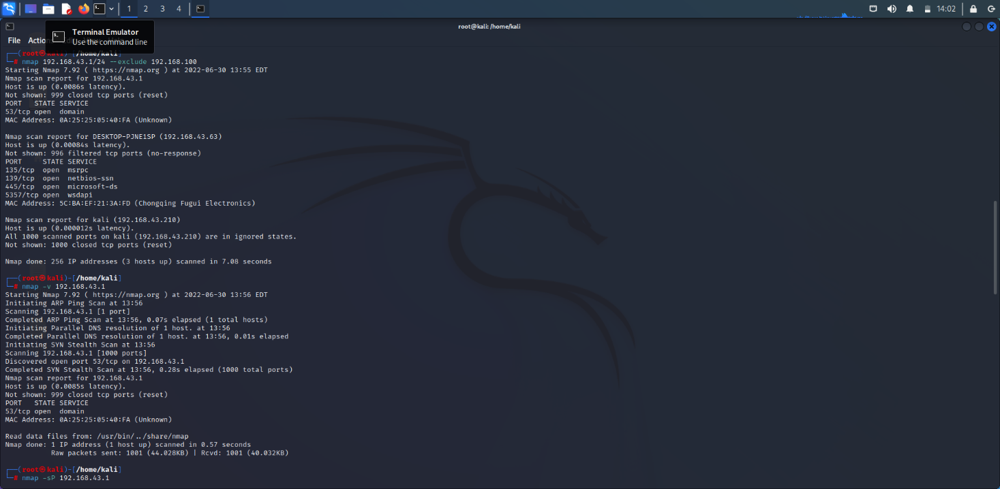 1 2 3 4
14:02
root@kali: /home/kali
Terminal Emulator
Use the command line
File Actions
┌──(root㉿kali)-[/home/kali]
└─# nmap 192.168.43.1/24 --exclude 192.168.100
Starting Nmap 7.92 ( https://nmap.org ) at 2022-06-30 13:55 EDT
Nmap scan report for 192.168.43.1
Host is up (0.0086s latency).
Not shown: 999 closed tcp ports (reset)
PORT   STATE SERVICE
53/tcp open  domain
MAC Address: 0A:25:25:05:40:FA (Unknown)
Nmap scan report for DESKTOP-PJNE1SP (192.168.43.63)
Host is up (0.00084s latency).
Not shown: 996 filtered tcp ports (no-response)
PORT     STATE SERVICE
135/tcp  open  msrpc
139/tcp  open  netbios-ssn
445/tcp  open  microsoft-ds
5357/tcp open  wsdapi
MAC Address: 5C:BA:EF:21:3A:FD (Chongqing Fugui Electronics)
Nmap scan report for kali (192.168.43.210)
Host is up (0.000012s latency).
All 1000 scanned ports on kali (192.168.43.210) are in ignored states.
Not shown: 1000 closed tcp ports (reset)
Nmap done: 256 IP addresses (3 hosts up) scanned in 7.08 seconds
┌──(root㉿kali)-[/home/kali]
└─# nmap -v 192.168.43.1
Starting Nmap 7.92 ( https://nmap.org ) at 2022-06-30 13:56 EDT
Initiating ARP Ping Scan at 13:56
Scanning 192.168.43.1 [1 port]
Completed ARP Ping Scan at 13:56, 0.07s elapsed (1 total hosts)
Initiating Parallel DNS resolution of 1 host. at 13:56
Completed Parallel DNS resolution of 1 host. at 13:56, 0.01s elapsed
Initiating SYN Stealth Scan at 13:56
Scanning 192.168.43.1 [1000 ports]
Discovered open port 53/tcp on 192.168.43.1
Completed SYN Stealth Scan at 13:56, 0.28s elapsed (1000 total ports)
Nmap scan report for 192.168.43.1
Host is up (0.0085s latency).
Not shown: 999 closed tcp ports (reset)
PORT   STATE SERVICE
53/tcp open  domain
MAC Address: 0A:25:25:05:40:FA (Unknown)
Read data files from: /usr/bin/../share/nmap
Nmap done: 1 IP address (1 host up) scanned in 0.57 seconds
Raw packets sent: 1001 (44.028KB) | Rcvd: 1001 (40.032KB)
┌──(root㉿kali)-[/home/kali]
└─# nmap -sP 192.168.43.1